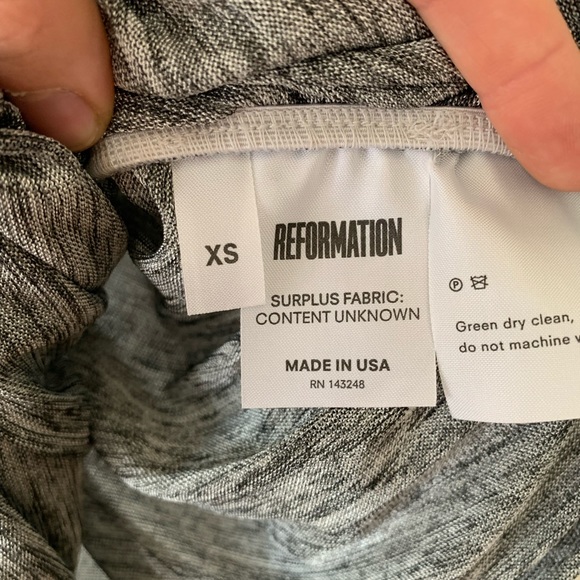 XS
REFORMATION
SURPLUS FABRIC:
CONTENT UNKNOWN
MADE IN USA
RN 143248
P
Green dry clean,
do not machine